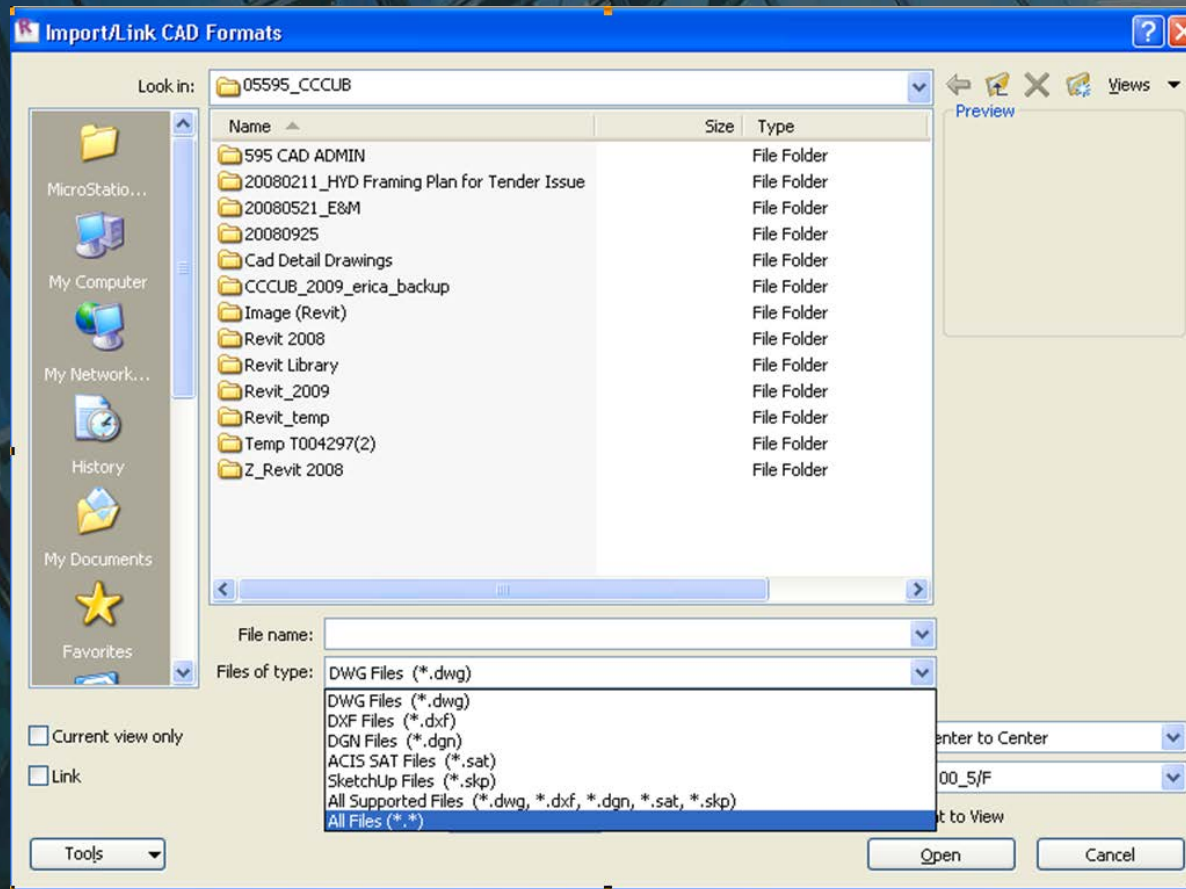 Import/Link CAD Formats
Look in: 05595_CCCUB Views
Preview
Name Size Type
595 CAD ADMIN File Folder
20080211_HYD Framing Plan for Tender Issue File Folder
20080521_E&M File Folder
20080925 File Folder
Cad Detail Drawings File Folder
CCCUB_2009_erica_backup File Folder
Image (Revit) File Folder
Revit 2008 File Folder
Revit Library File Folder
Revit_2009 File Folder
Revit_temp File Folder
Temp T004297(2) File Folder
Z_Revit 2008 File Folder
MicroStatio...
My Computer
My Network...
History
My Documents
Favorites
File name:
Files of type: DWG Files (*.dwg)
DWG Files (*.dwg)
DXF Files (*.dxf)
DGN Files (*.dgn)
ACIS SAT Files (*.sat)
SketchUp Files (*.skp)
All Supported Files (*.dwg, *.dxf, *.dgn, *.sat, *.skp)
All Files (*.*)
Current view only
Link
enter to Center
00_5/F
t to View
Tools Open Cancel